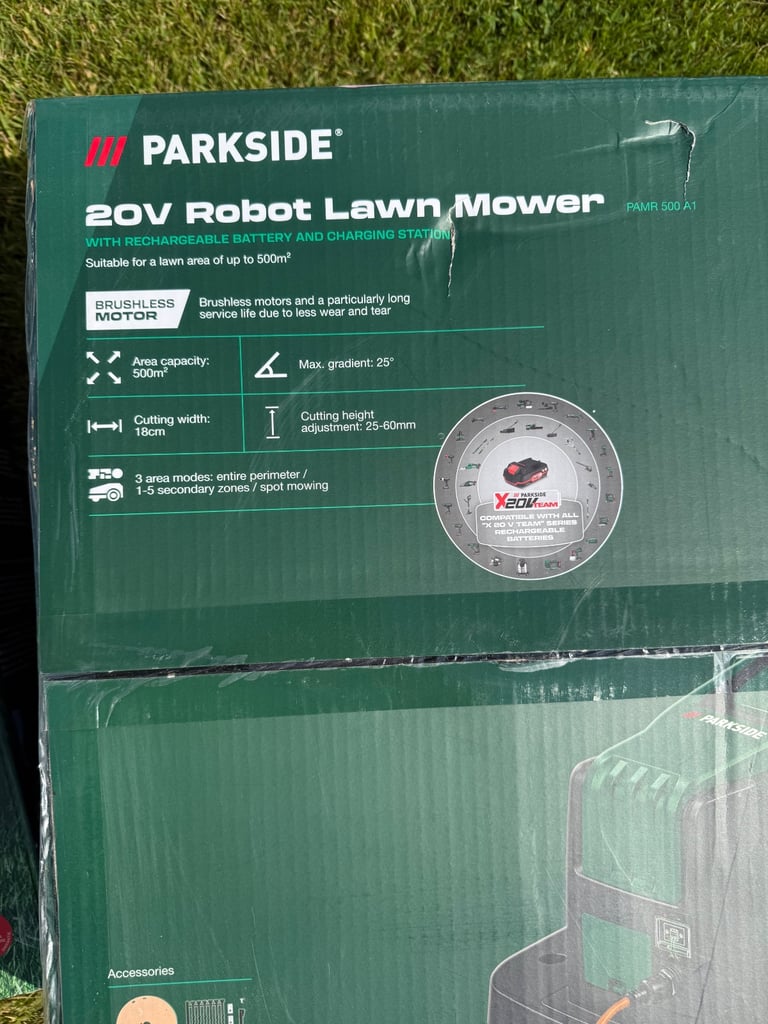 PARKSIDE®
20V Robot Lawn Mower PAMR 500 A1
WITH RECHARGEABLE BATTERY AND CHARGING STATION
Suitable for a lawn area of up to 500m²
BRUSHLESS
MOTOR
Brushless motors and a particularly long
service life due to less wear and tear
Area capacity:
500m²
Max. gradient: 25°
Cutting width:
18cm
Cutting height
adjustment: 25-60mm
3 area modes: entire perimeter /
1-5 secondary zones / spot mowing
PARKSIDE
X20V TEAM
COMPATIBLE WITH ALL
"X 20 V TEAM" SERIES
RECHARGEABLE
BATTERIES
PARKSIDE
Accessories